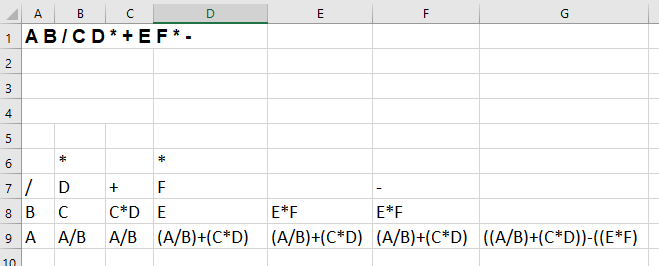 A B C D E F G
1 A B / C D * + E F * -
2
3
4
5
6 * *
7 / D + F -
8 B C C*D E E*F E*F
9 A A/B A/B (A/B)+(C*D) (A/B)+(C*D) (A/B)+(C*D) ((A/B)+(C*D))-((E*F)
10